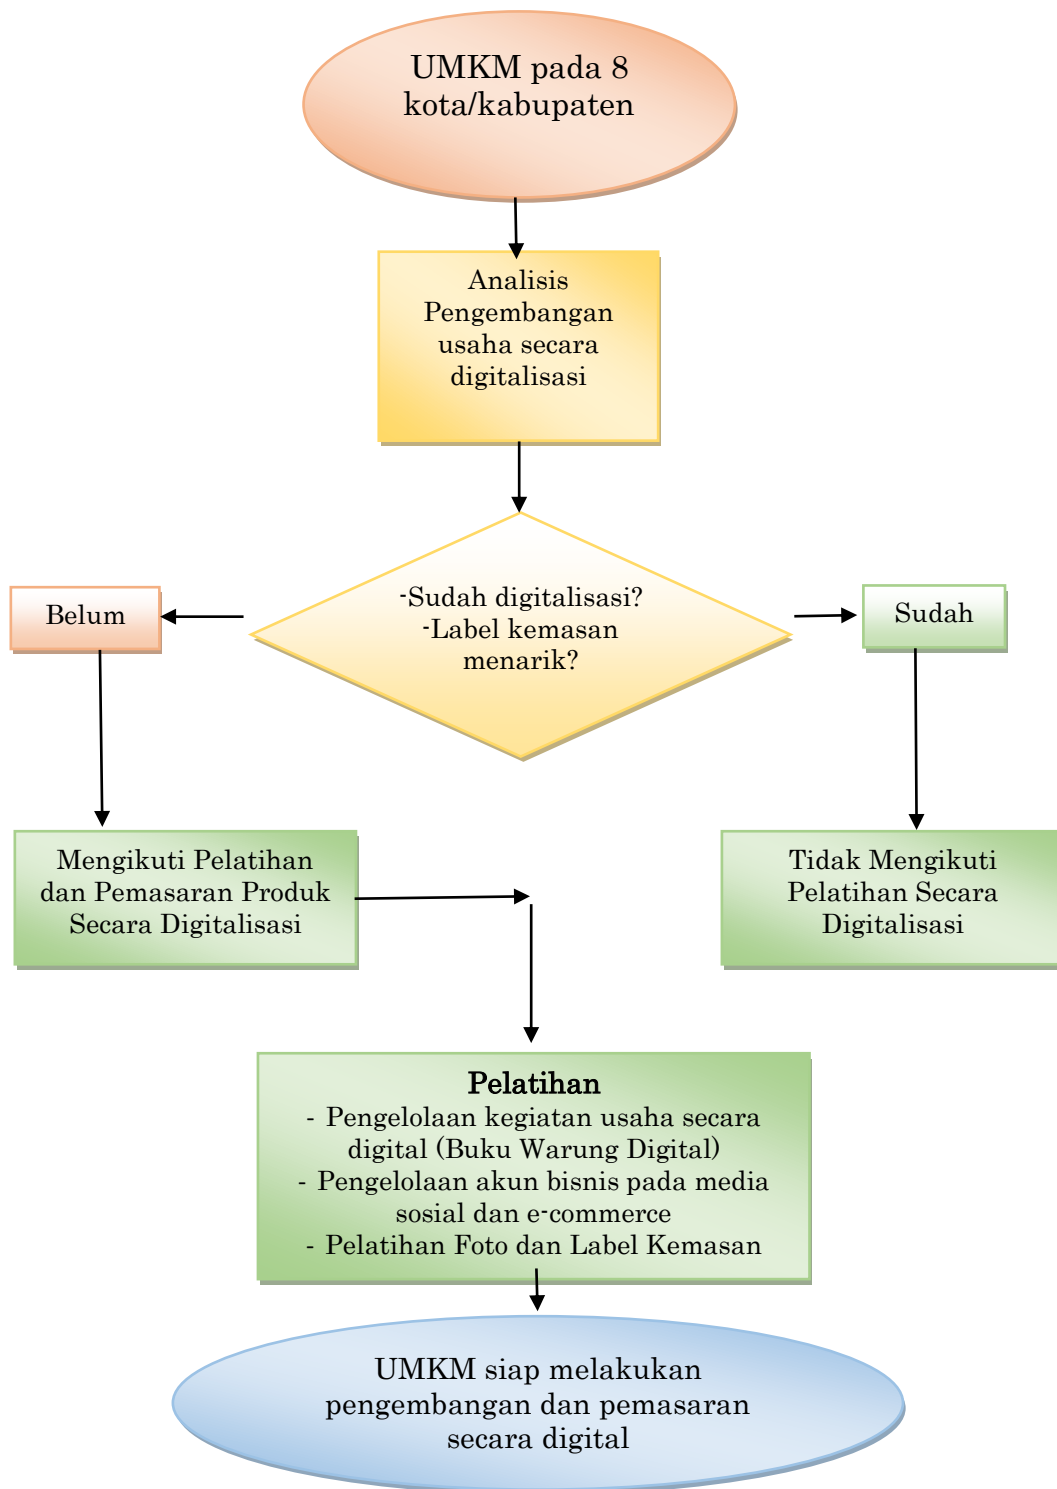 UMKM pada 8
kota/kabupaten
Analisis
Pengembangan
usaha secara
digitalisasi
-Sudah digitalisasi?
-Label kemasan
menarik?
Belum
Sudah
Mengikuti Pelatihan
dan Pemasaran Produk
Secara Digitalisasi
Tidak Mengikuti
Pelatihan Secara
Digitalisasi
Pelatihan
- Pengelolaan kegiatan usaha secara
digital (Buku Warung Digital)
- Pengelolaan akun bisnis pada media
sosial dan e-commerce
- Pelatihan Foto dan Label Kemasan
UMKM siap melakukan
pengembangan dan pemasaran
secara digital